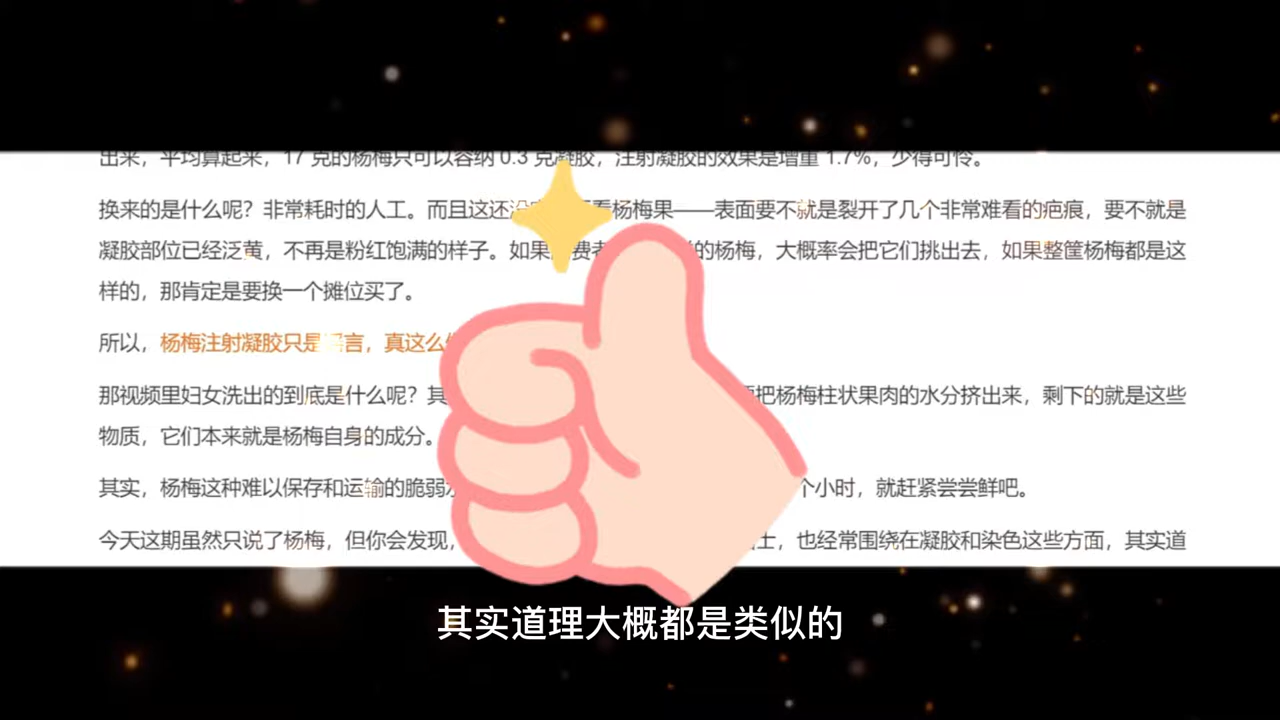 出来，平均算起来，17 克的杨梅只可以容纳 0.3 克凝胶，注射凝胶的效果是增重 1.7%，少得可怜。
换来的是什么呢？非常耗时的人工。而且这还没 看杨梅果——表面要不就是裂开了几个非常难看的疤痕，要不就是
凝胶部位已经泛黄，不再是粉红饱满的样子。如果 费者 的杨梅，大概率会把它们挑出去，如果整筐杨梅都是这
样的，那肯定是要换一个摊位买了。
所以，杨梅注射凝胶只是谣言，真这么
那视频里妇女洗出的到底是什么呢？其 把杨梅柱状果肉的水分挤出来，剩下的就是这些
物质，它们本来就是杨梅自身的成分。
其实，杨梅这种难以保存和运输的脆弱 个小时，就赶紧尝尝鲜吧。
今天这期虽然只说了杨梅，但你会发现， 士，也经常围绕在凝胶和染色这些方面，其实道
其实道理大概都是类似的